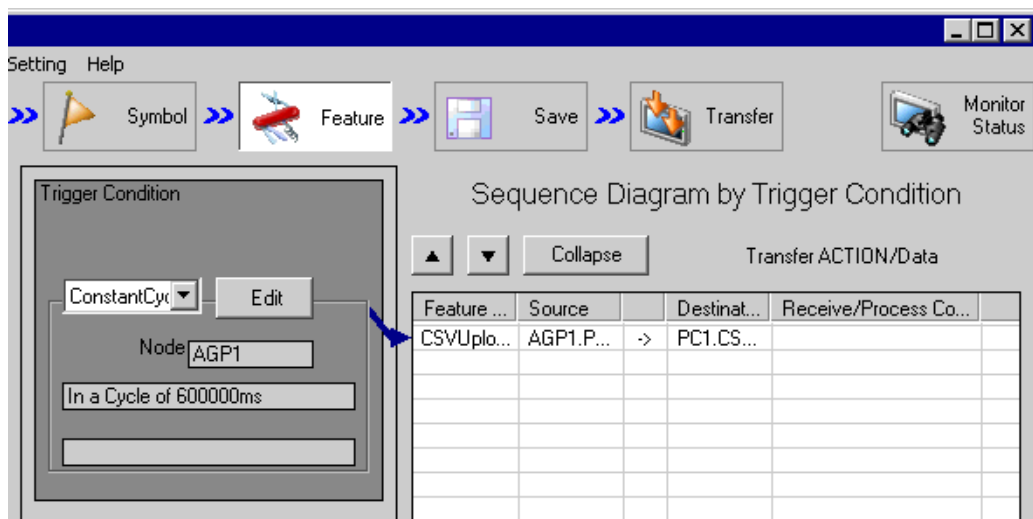 Setting Help
Symbol Feature Save Transfer Monitor Status
Trigger Condition
Sequence Diagram by Trigger Condition
Collapse Transfer ACTION/Data
ConstantCy Edit
Feature ... Source Destinat... Receive/Process Co...
CSVUplo... AGP1.P... -> PC1.CS...
Node AGP1
In a Cycle of 600000ms